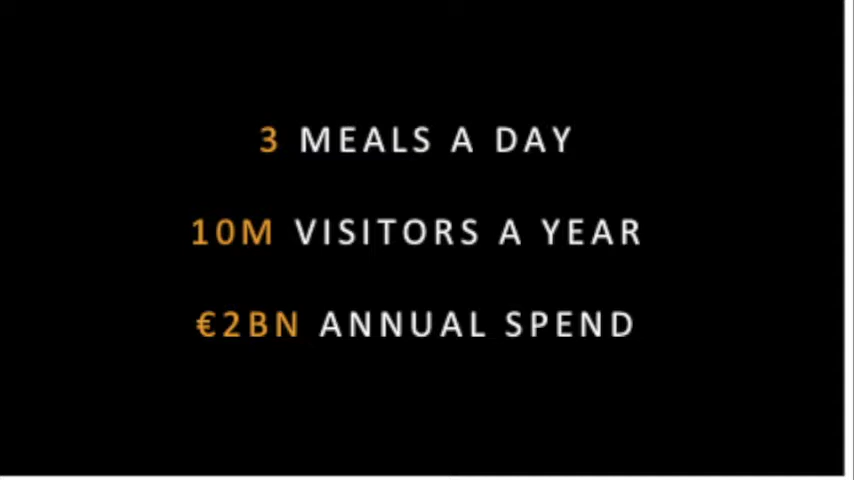 3 MEALS A DAY
10M VISITORS A YEAR
€2BN ANNUAL SPEND